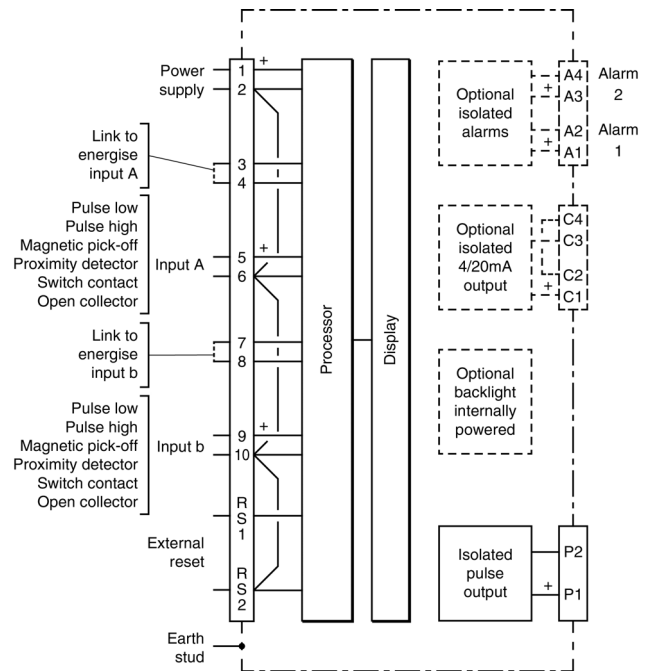 Power
supply
+
1
2
Link to
energise
input A
3
4
Pulse low
Pulse high
Magnetic pick-off
Proximity detector
Switch contact
Open collector
Input A
+
5
6
Link to
energise
input b
7
8
Pulse low
Pulse high
Magnetic pick-off
Proximity detector
Switch contact
Open collector
Input b
+
9
10
External
reset
R
S
1
R
S
2
Earth
stud
Processor
Display
Optional
isolated
alarms
+
+
A4
A3
A2
A1
Alarm
2
Alarm
1
Optional
isolated
4/20mA
output
+
C4
C3
C2
C1
Optional
backlight
internally
powered
Isolated
pulse
output
+
P2
P1